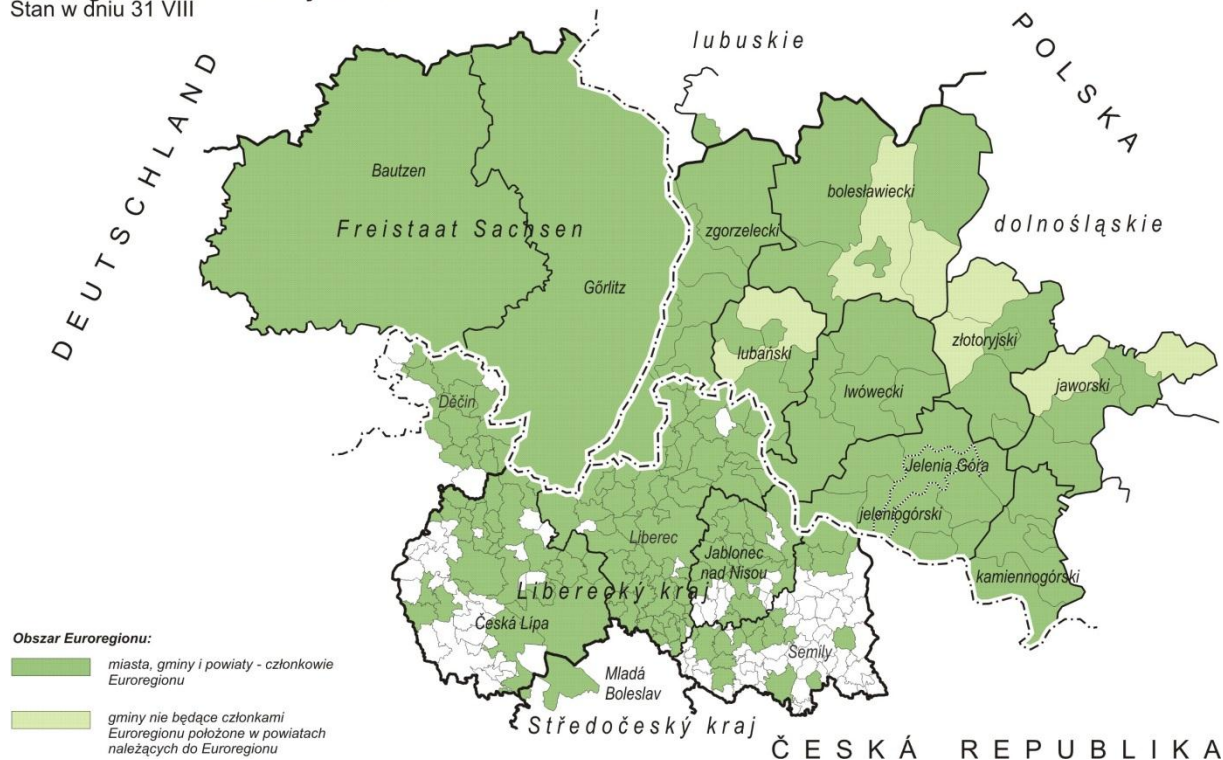 Stan w dniu 31 VIII
lubuskie
POLSKA
DEUTSCHLAND
Bautzen
bolesławiecki
Freistaat Sachsen
zgorzelecki
dolnośląskie
Görlitz
złotoryjski
lubański
jaworski
lwówecki
Děčin
Jelenia Góra
jeleniogórski
Liberec
Jablonec
nad Nisou
kamiennogórski
Liberecký kraj
Česká Lípa
Semily
Obszar Euroregionu:
miasta, gminy i powiaty - członkowie
Euroregionu
Mladá
Boleslav
gminy nie będące członkami
Euroregionu położone w powiatach
należących do Euroregionu
Středočeský kraj
ČESKÁ REPUBLIKA